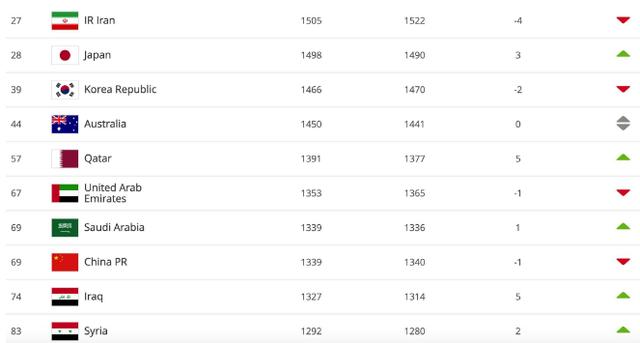 27 IR Iran 1505 1522 -4
28 Japan 1498 1490 3
39 Korea Republic 1466 1470 -2
44 Australia 1450 1441 0
57 Qatar 1391 1377 5
67 United Arab Emirates 1353 1365 -1
69 Saudi Arabia 1339 1336 1
69 China PR 1339 1340 -1
74 Iraq 1327 1314 5
83 Syria 1292 1280 2